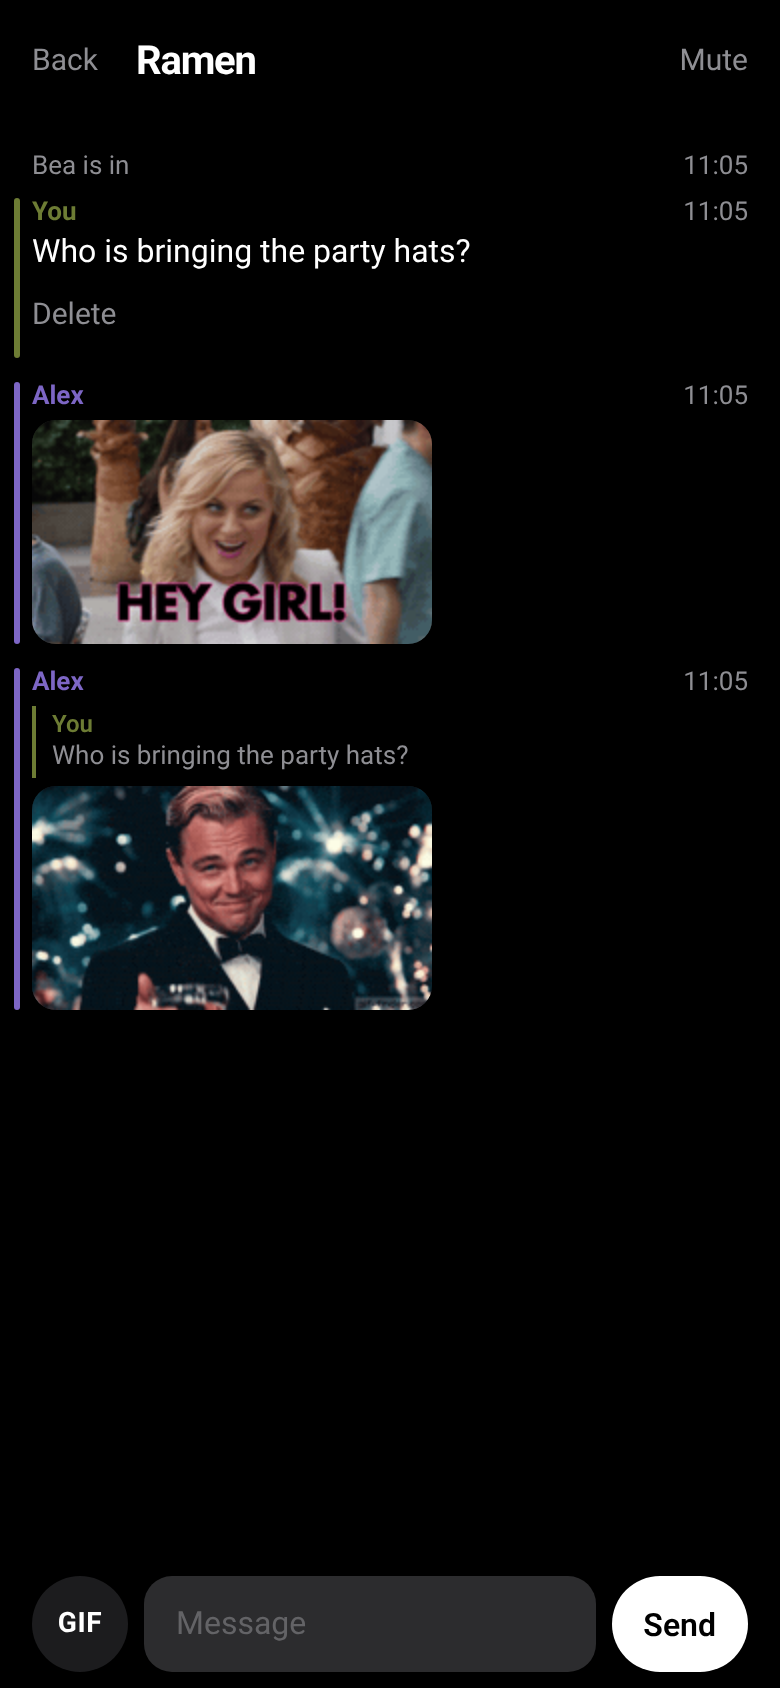 Back Ramen Mute
Bea is in 11:05
You 11:05
Who is bringing the party hats?
Delete
Alex 11:05
HEY GIRL!
Alex 11:05
You
Who is bringing the party hats?
GIF Message Send